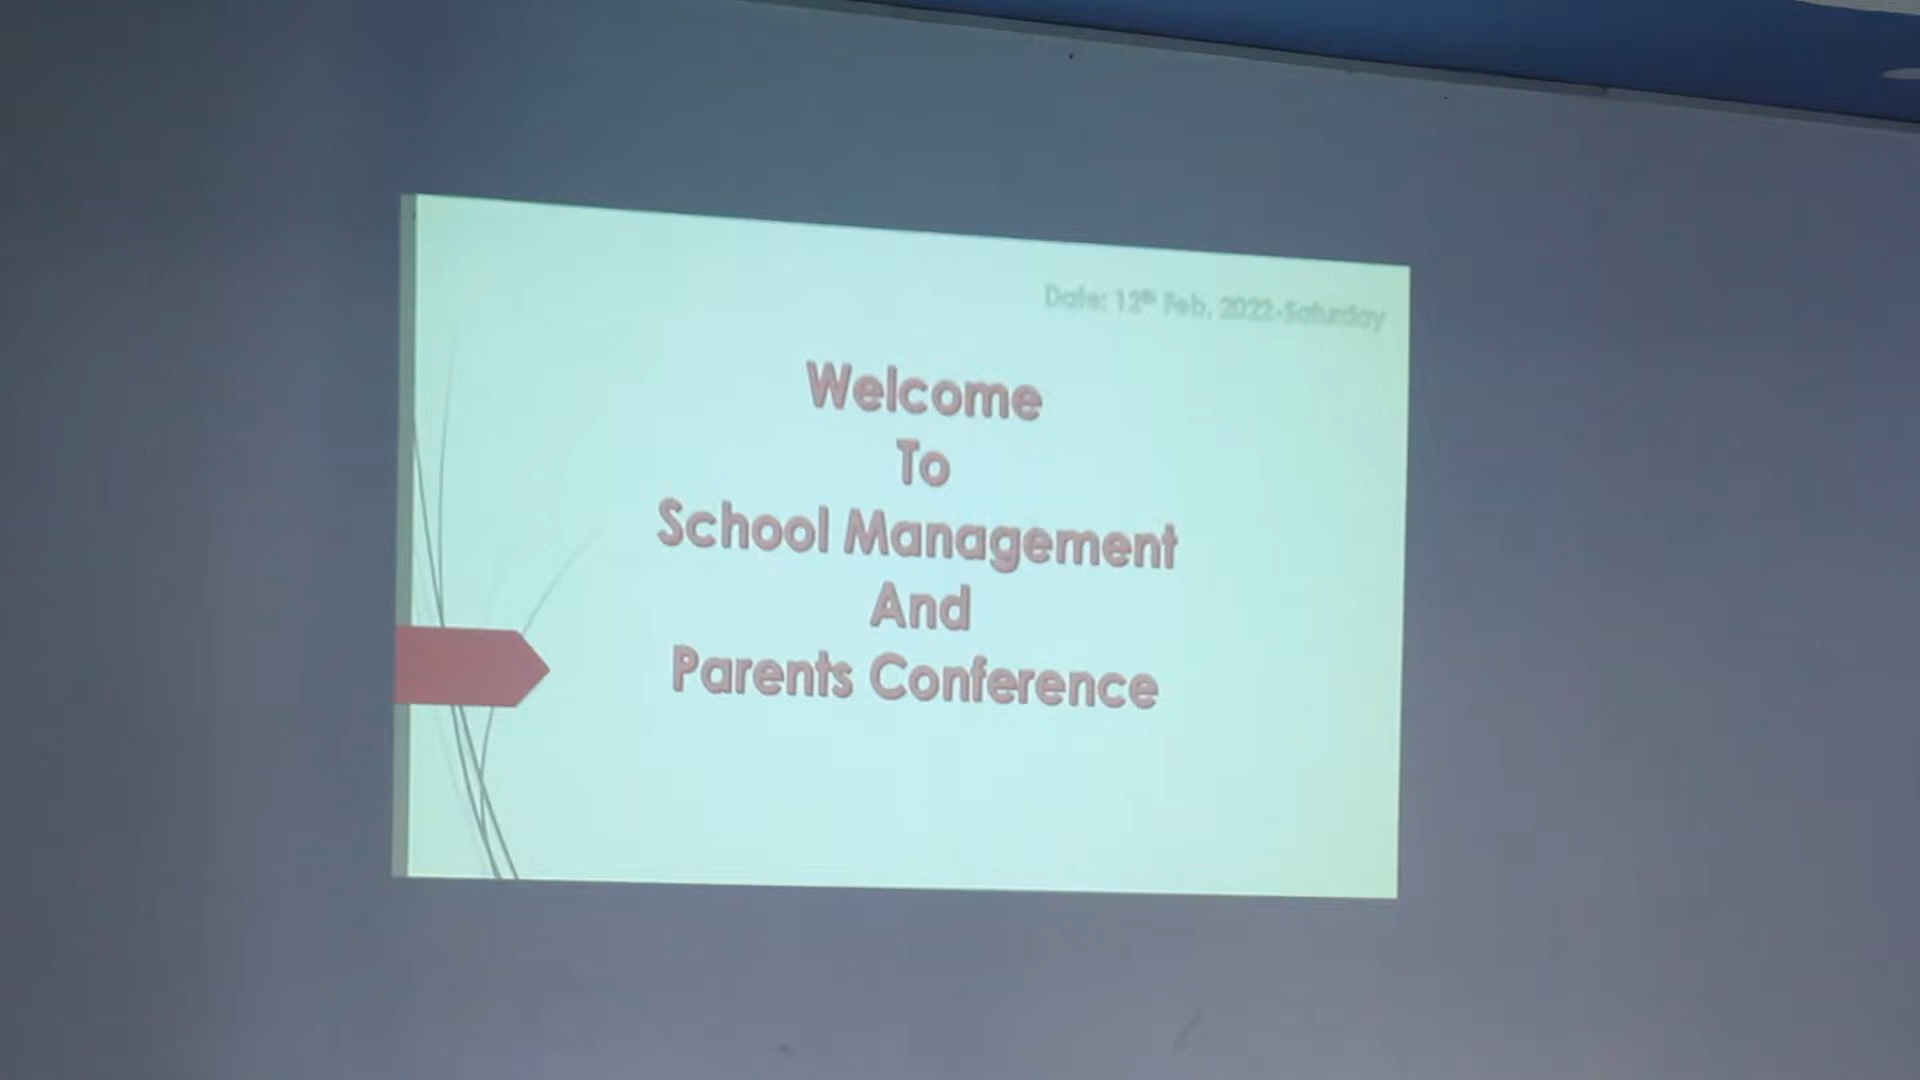 Date: 12th Feb, 2022-Saturday
Welcome
To
School Management
And
Parents Conference